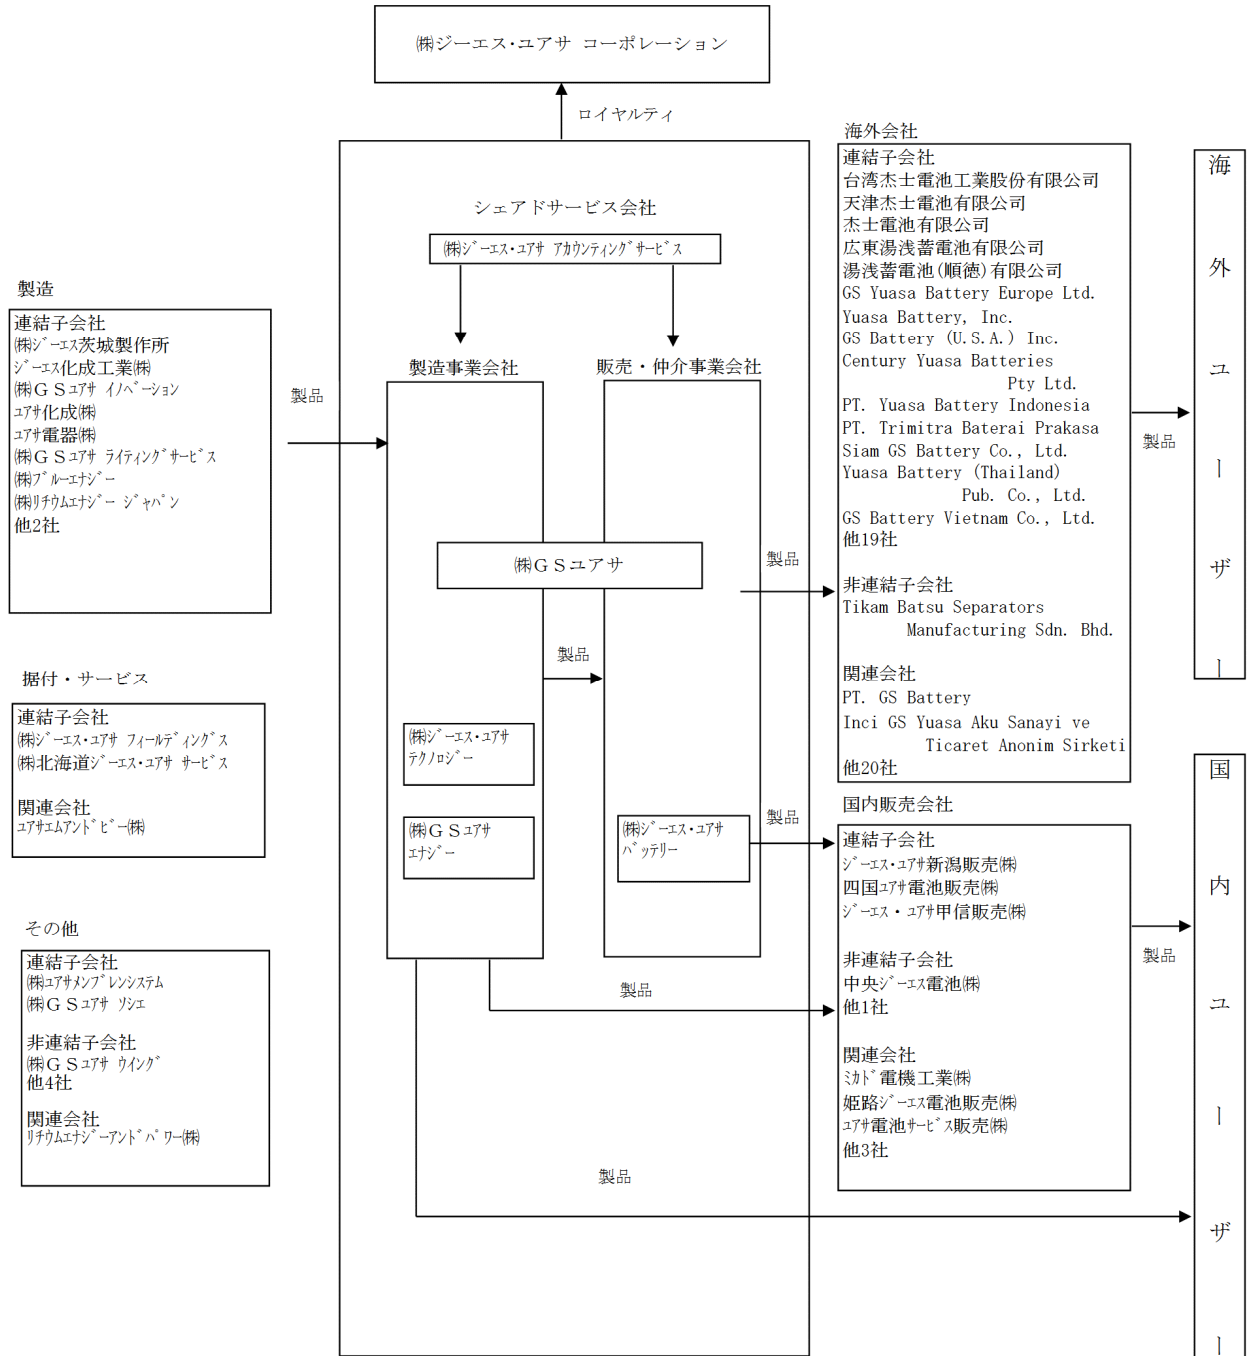 ㈱ジーエス・ユアサ コーポレーション
ロイヤルティ
シェアドサービス会社
㈱ジーエス・ユアサ アカウンティングサービス
製造
連結子会社
㈱ジーエス茨城製作所
ジーエス化成工業㈱
㈱GSユアサ イノベーション
ユアサ化成㈱
ユアサ電器㈱
㈱GSユアサ ライティングサービス
㈱ブルーエナジー
㈱リチウムエナジー ジャパン
他2社
製品
据付・サービス
連結子会社
㈱ジーエス・ユアサ フィールディングス
㈱北海道ジーエス・ユアサ サービス
関連会社
ユアサエムアンドビー㈱
その他
連結子会社
㈱ユアサメンブレンシステム
㈱GSユアサ ソシエ
非連結子会社
㈱GSユアサ ウイング
他4社
関連会社
リチウムエナジーアンドパワー㈱
製造事業会社
販売・仲介事業会社
㈱GSユアサ
製品
㈱ジーエス・ユアサ
テクノロジー
㈱GSユアサ
エナジー
㈱ジーエス・ユアサ
バッテリー
製品
製品
製品
製品
海外会社
連結子会社
台湾杰士電池工業股份有限公司
天津杰士電池有限公司
杰士電池有限公司
広東湯浅蓄電池有限公司
湯浅蓄電池(順徳)有限公司
GS Yuasa Battery Europe Ltd.
Yuasa Battery, Inc.
GS Battery (U.S.A.) Inc.
Century Yuasa Batteries
Pty Ltd.
PT. Yuasa Battery Indonesia
PT. Trimitra Baterai Prakasa
Siam GS Battery Co., Ltd.
Yuasa Battery (Thailand)
Pub. Co., Ltd.
GS Battery Vietnam Co., Ltd.
他19社
非連結子会社
Tikam Batsu Separators
Manufacturing Sdn. Bhd.
関連会社
PT. GS Battery
Inci GS Yuasa Aku Sanayi ve
Ticaret Anonim Sirketi
他20社
国内販売会社
連結子会社
ジーエス・ユアサ新潟販売㈱
四国ユアサ電池販売㈱
ジーエス・ユアサ甲信販売㈱
非連結子会社
中央ジーエス電池㈱
他1社
関連会社
ミカド電機工業㈱
姫路ジーエス電池販売㈱
ユアサ電池サービス販売㈱
他3社
製品
製品
海外ユーザー
国内ユーザー